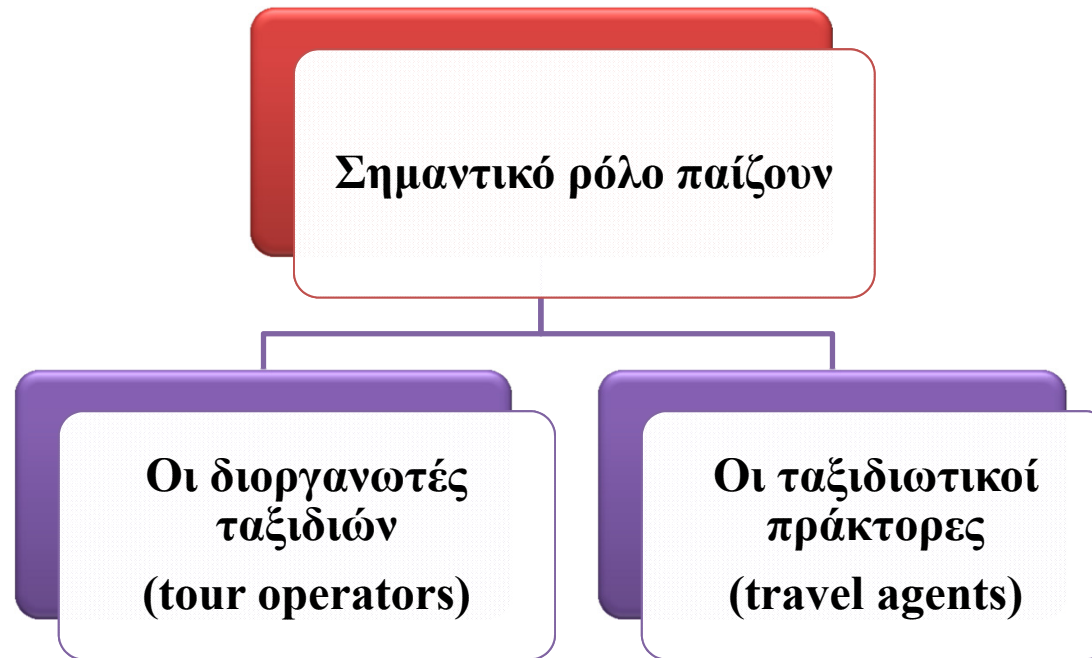 Σημαντικό ρόλο παίζουν
Οι διοργανωτές
ταξιδιών
(tour operators)
Οι ταξιδιωτικοί
πράκτορες
(travel agents)